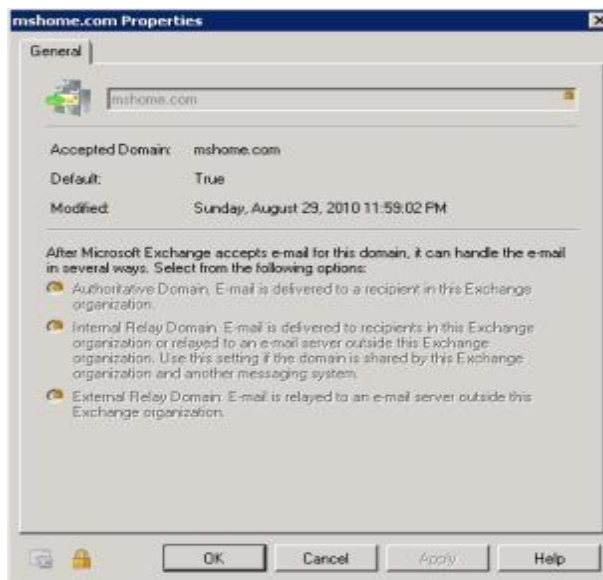 mshome.com Properties
General
mshome.com
Accepted Domain: mshome.com
Default: True
Modified: Sunday, August 29, 2010 11:59:02 PM
After Microsoft Exchange accepts e-mail for this domain, it can handle the e-mail
in several ways. Select from the following options:
Authoritative Domain. E-mail is delivered to a recipient in this Exchange
organization.
Internal Relay Domain. E-mail is delivered to recipients in this Exchange
organization or relayed to an e-mail server outside this Exchange
organization. Use this setting if the domain is shared by this Exchange
organization and another messaging system.
External Relay Domain. E-mail is relayed to an e-mail server outside this
Exchange organization.
OK Cancel Apply Help